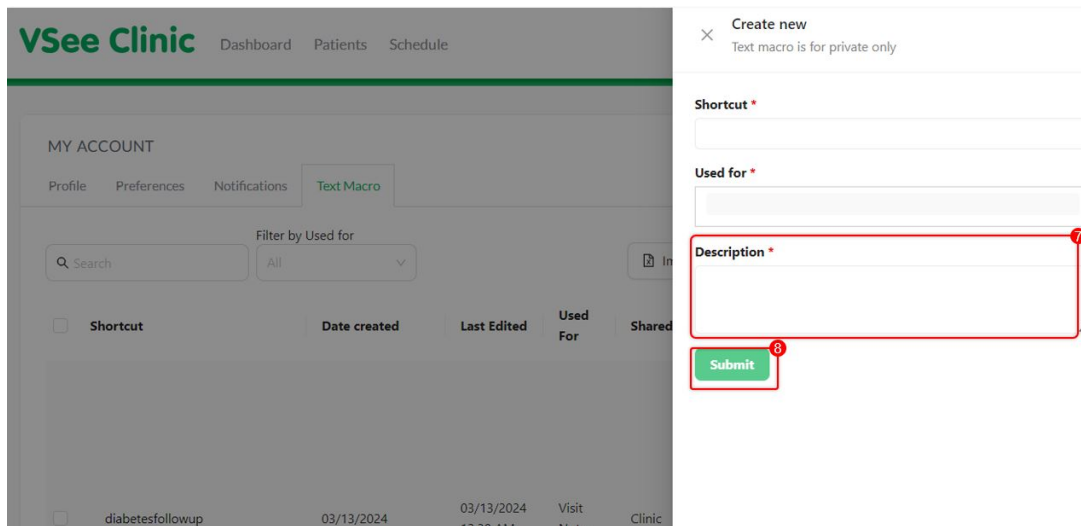 VSee Clinic Dashboard Patients Schedule
MY ACCOUNT
Profile Preferences Notifications Text Macro
Filter by Used for
Search All
Shortcut Date created Last Edited Used For Shared
diabetesfollowup 03/13/2024 03/13/2024 Visit Clinic
Create new
Text macro is for private only
Shortcut *
Used for *
7
Description *
8
Submit